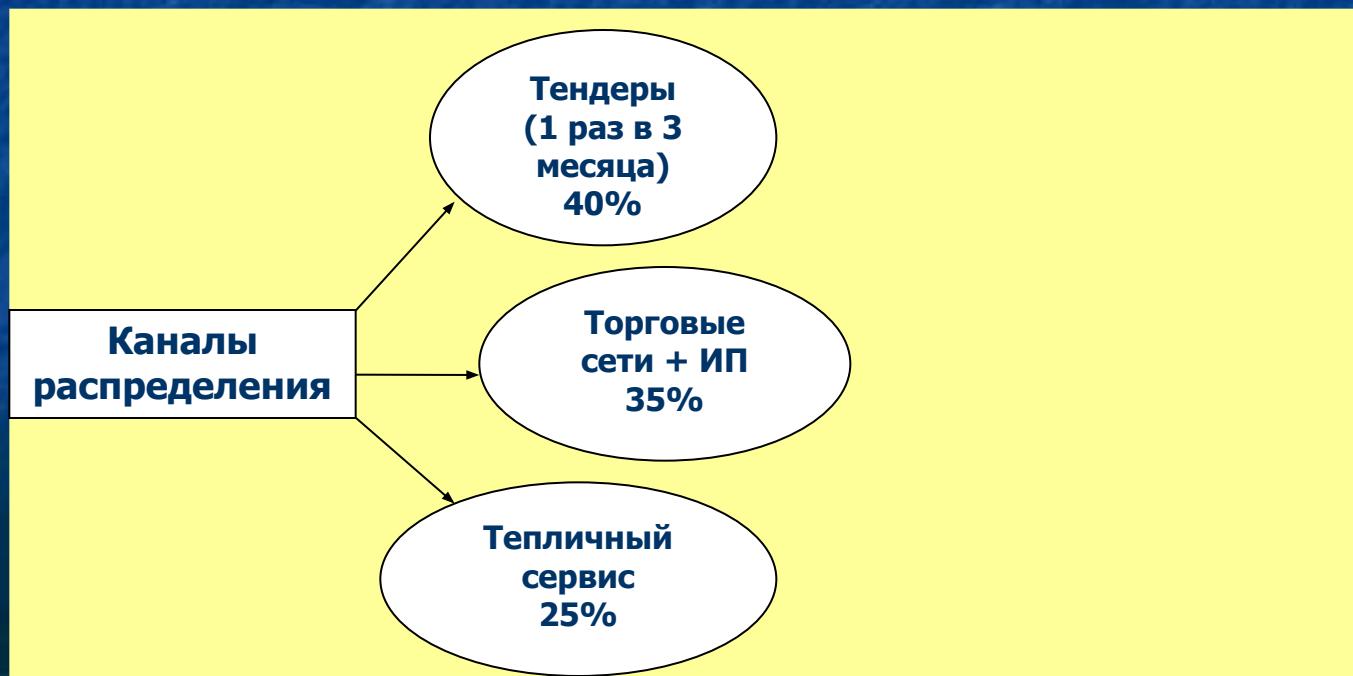 Тендеры
(1 раз в 3
месяца)
40%
Каналы
распределения
Торговые
сети + ИП
35%
Тепличный
сервис
25%